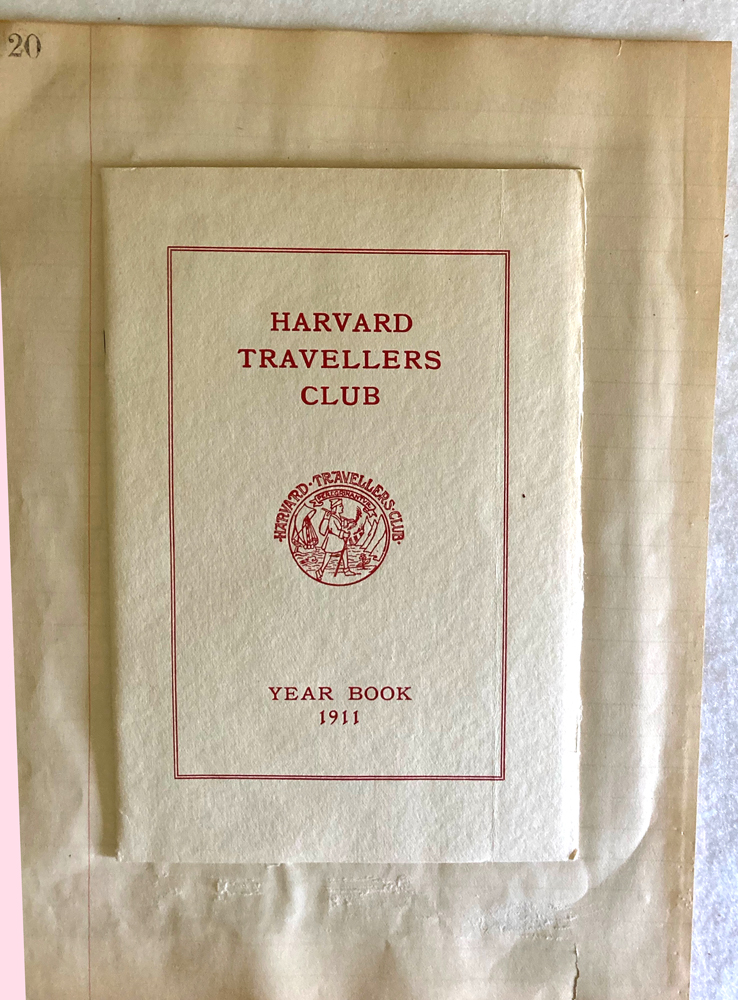 20
HARVARD
TRAVELLERS
CLUB
·HARVARD·TRAVELLERS·CLUB·
YEAR BOOK
1911